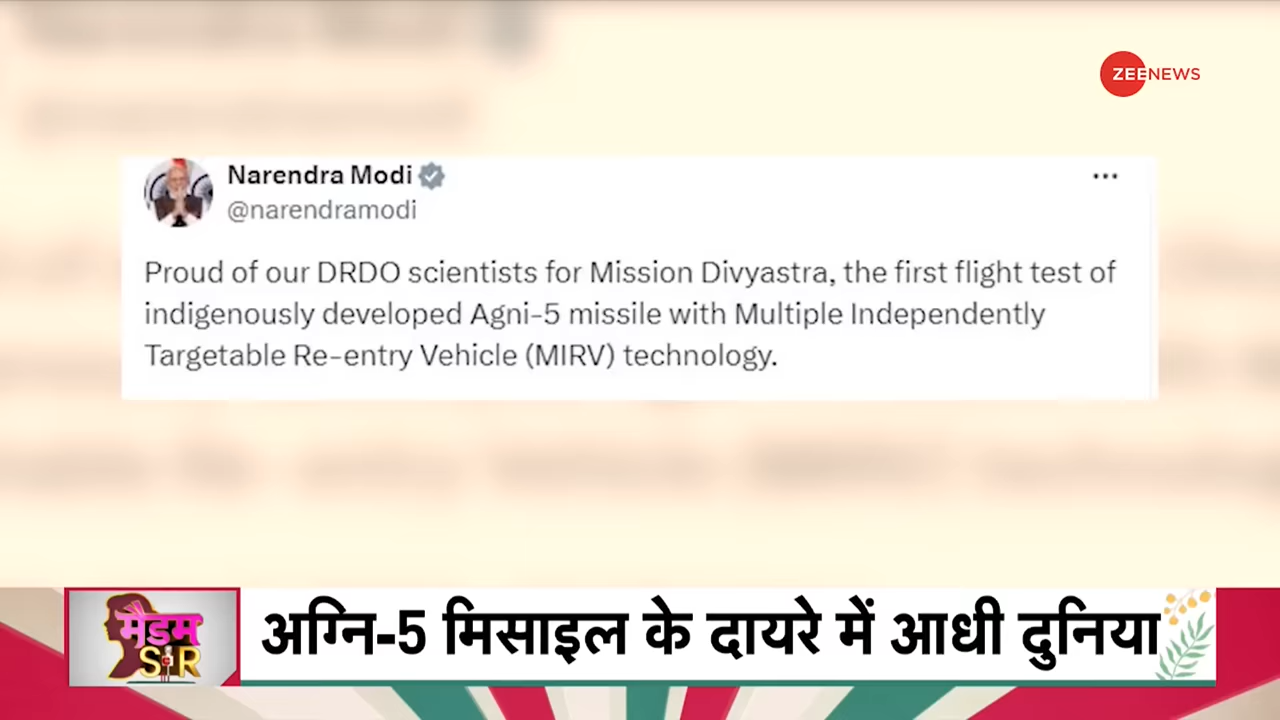 ZEENEWS
Narendra Modi
@narendramodi
Proud of our DRDO scientists for Mission Divyastra, the first flight test of
indigenously developed Agni-5 missile with Multiple Independently
Targetable Re-entry Vehicle (MIRV) technology.
मैडम
SIR
अग्नि-5 मिसाइल के दायरे में आधी दुनिया